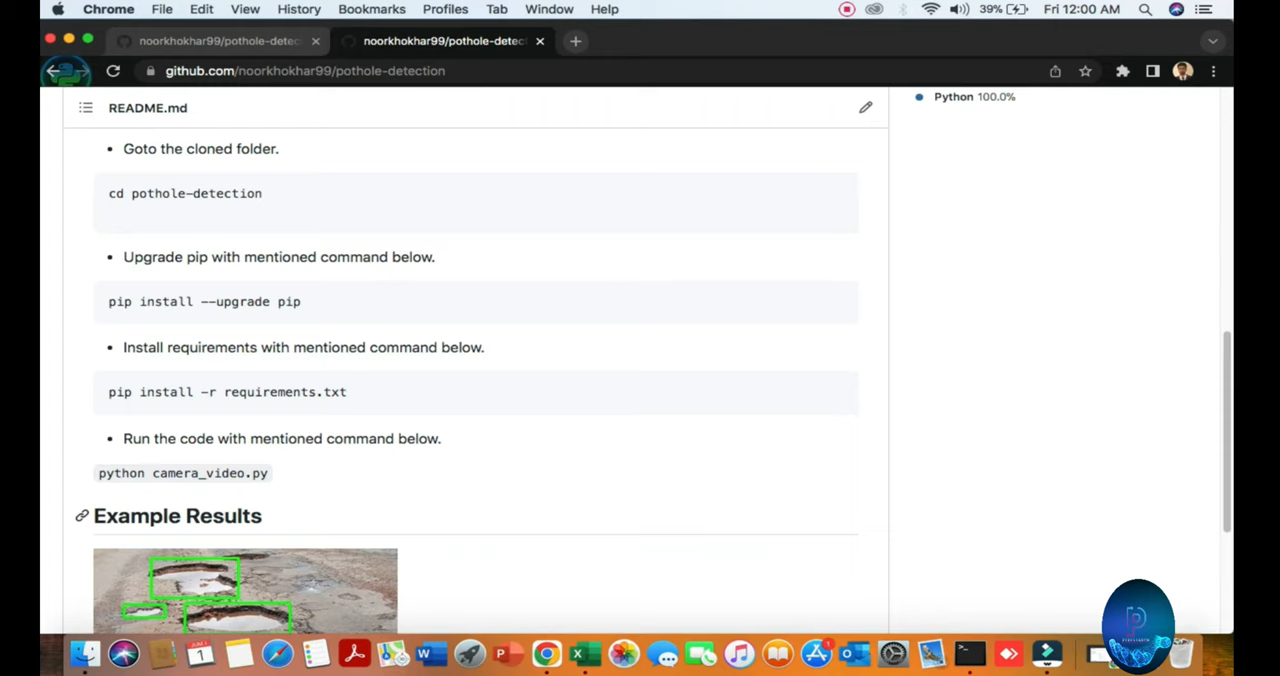 Chrome File Edit View History Bookmarks Profiles Tab Window Help 39% Fri 12:00 AM
noorkhokhar99/pothole-detec noorkhokhar99/pothole-detect
github.com/noorkhokhar99/pothole-detection
README.md
Python 100.0%
Goto the cloned folder.
cd pothole-detection
Upgrade pip with mentioned command below.
pip install --upgrade pip
Install requirements with mentioned command below.
pip install -r requirements.txt
Run the code with mentioned command below.
python camera_video.py
Example Results